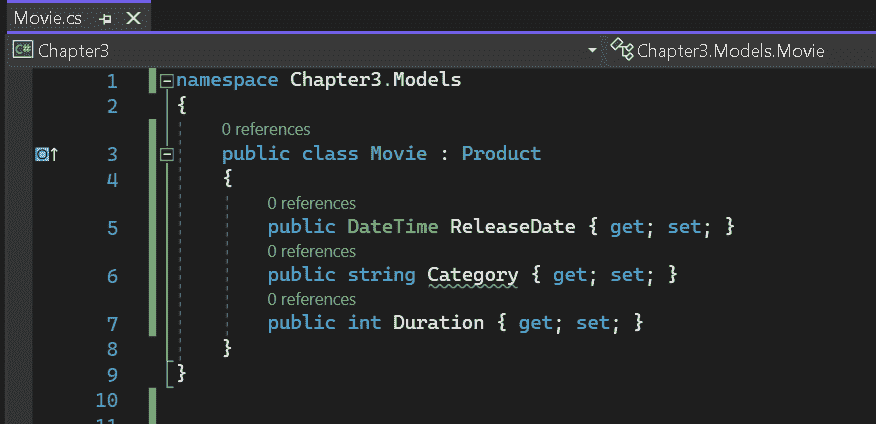 Movie.cs
C# Chapter3 Chapter3.Models.Movie
1 namespace Chapter3.Models
2 {
0 references
3 public class Movie : Product
4 {
0 references
5 public DateTime ReleaseDate { get; set; }
0 references
6 public string Category { get; set; }
0 references
7 public int Duration { get; set; }
8 }
9 }
10
11